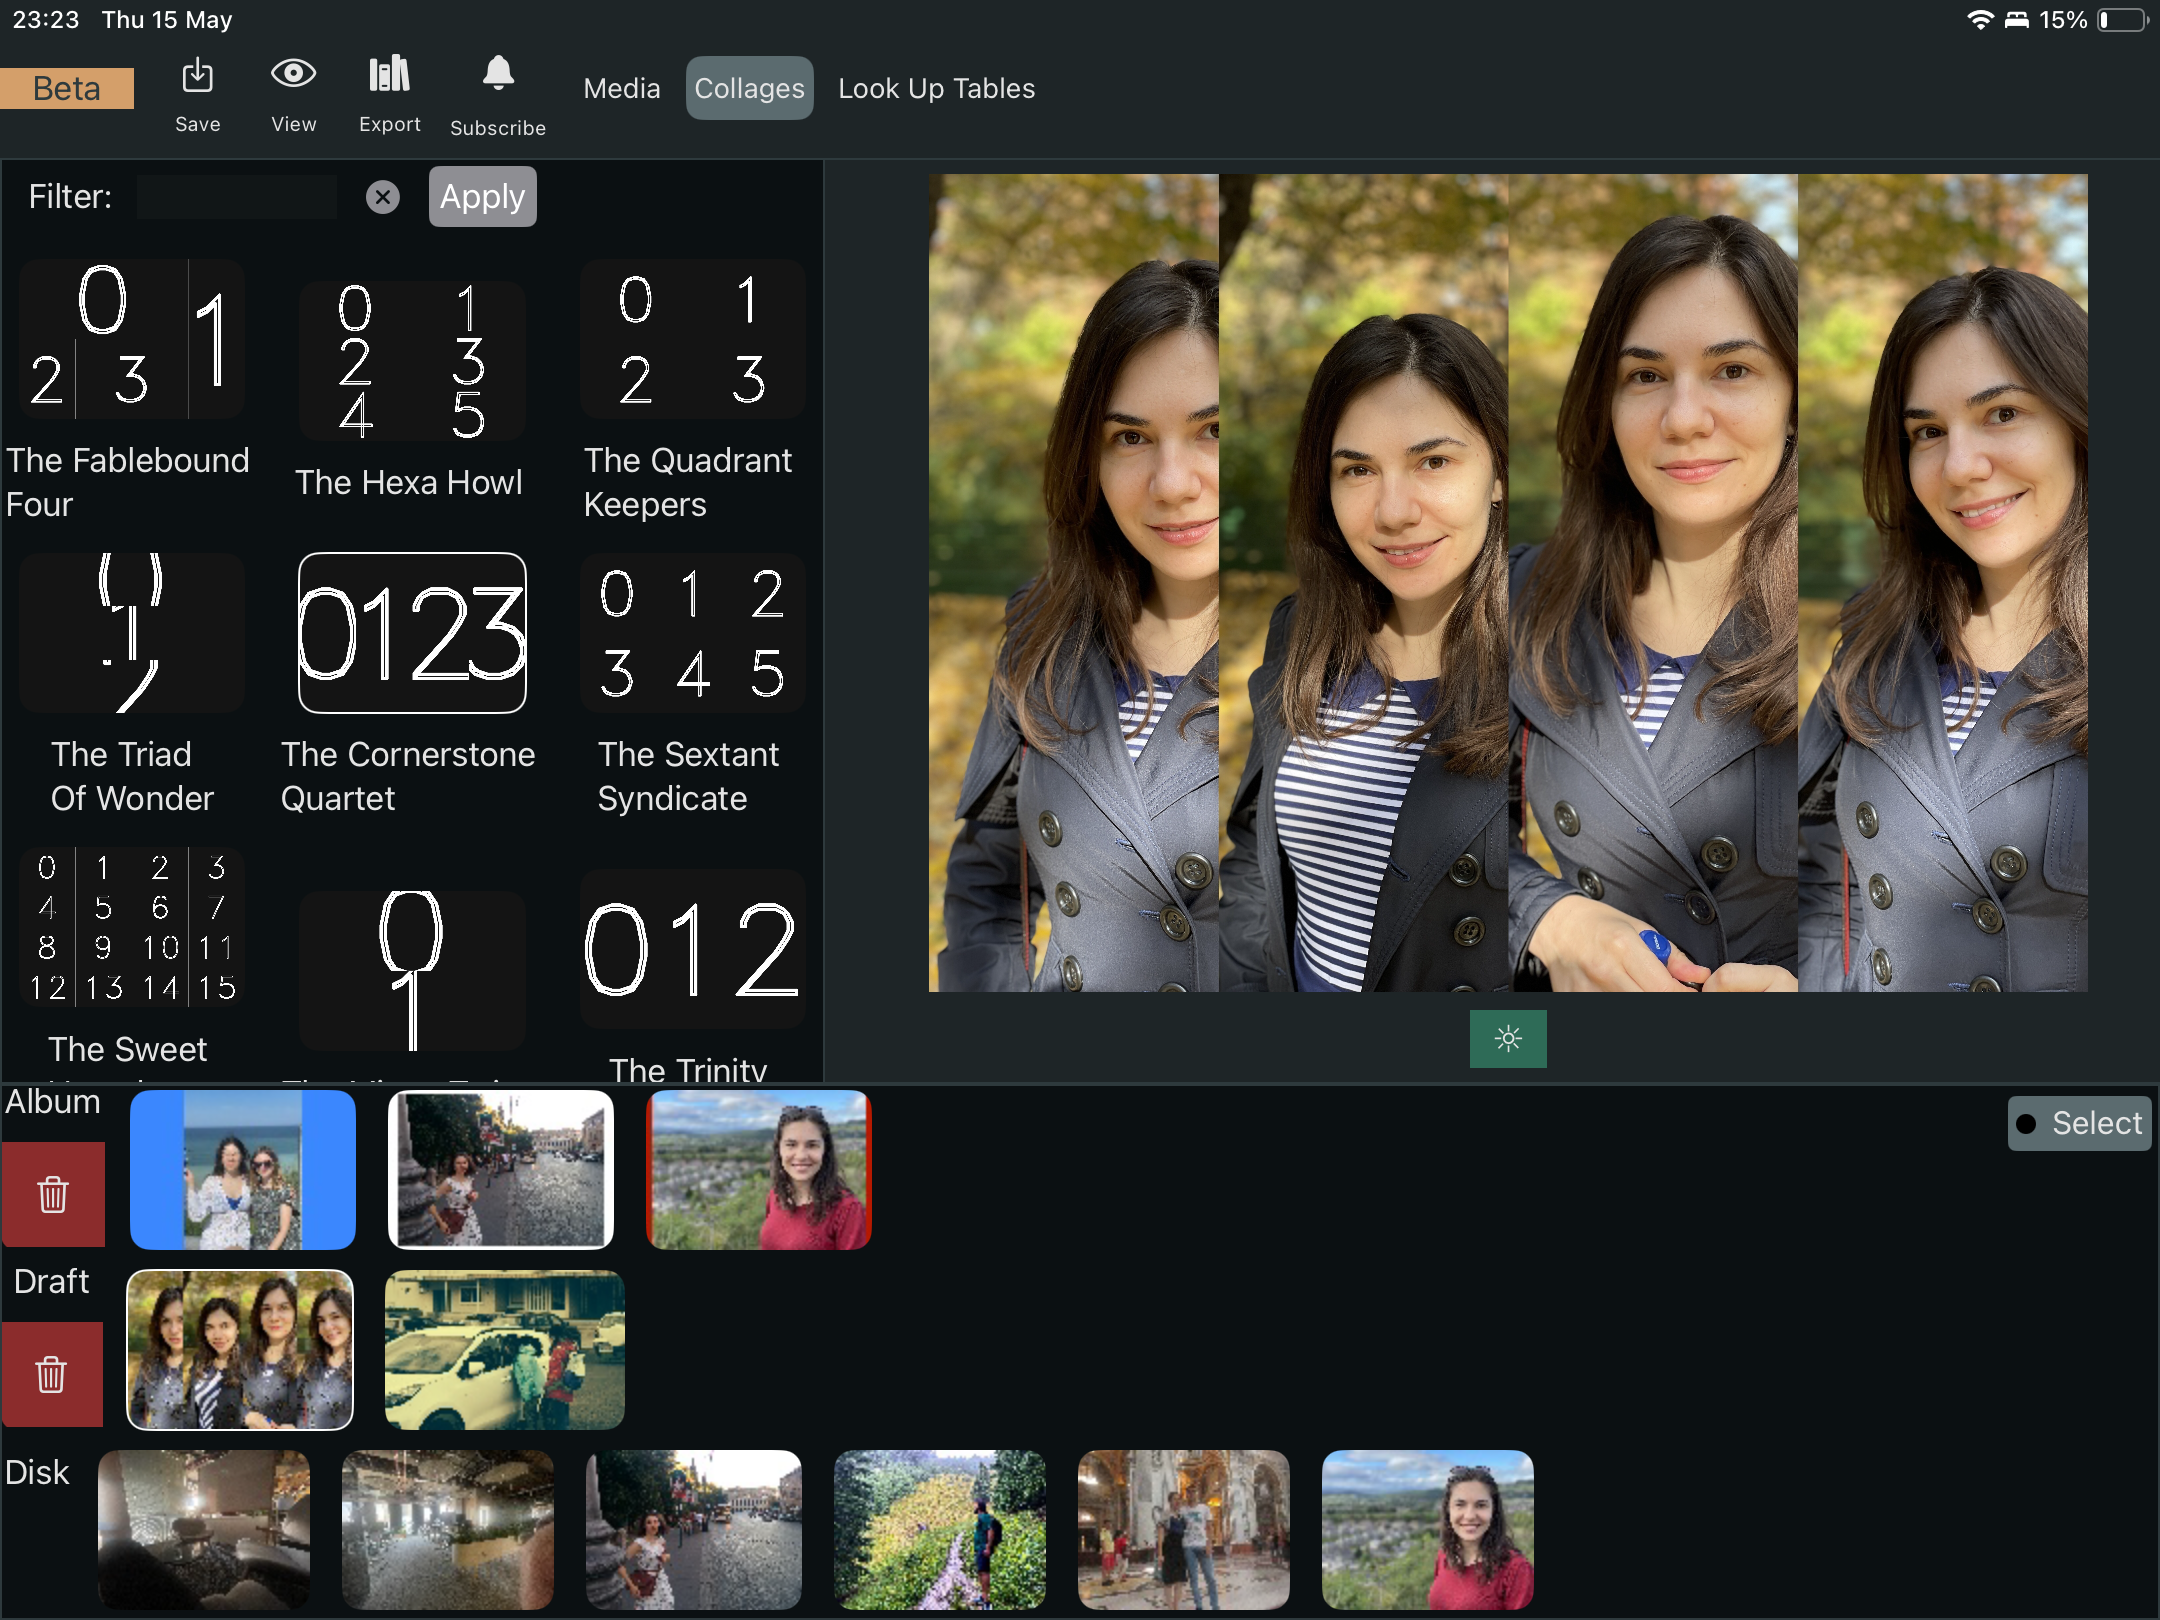 23:23 Thu 15 May
15%
Beta
Save
View
Export
Subscribe
Media
Collages
Look Up Tables
Filter:
Apply
0
1
2 3
The Fablebound
Four
0 1
2 3
4 5
The Hexa Howl
0 1
2 3
The Quadrant
Keepers
0
1
2
The Triad
Of Wonder
0123
The Cornerstone
Quartet
0 1 2
3 4 5
The Sextant
Syndicate
0 1 2 3
4 5 6 7
8 9 10 11
12 13 14 15
The Sweet
0
1
012
The Trinity
Album
Select
Draft
Disk